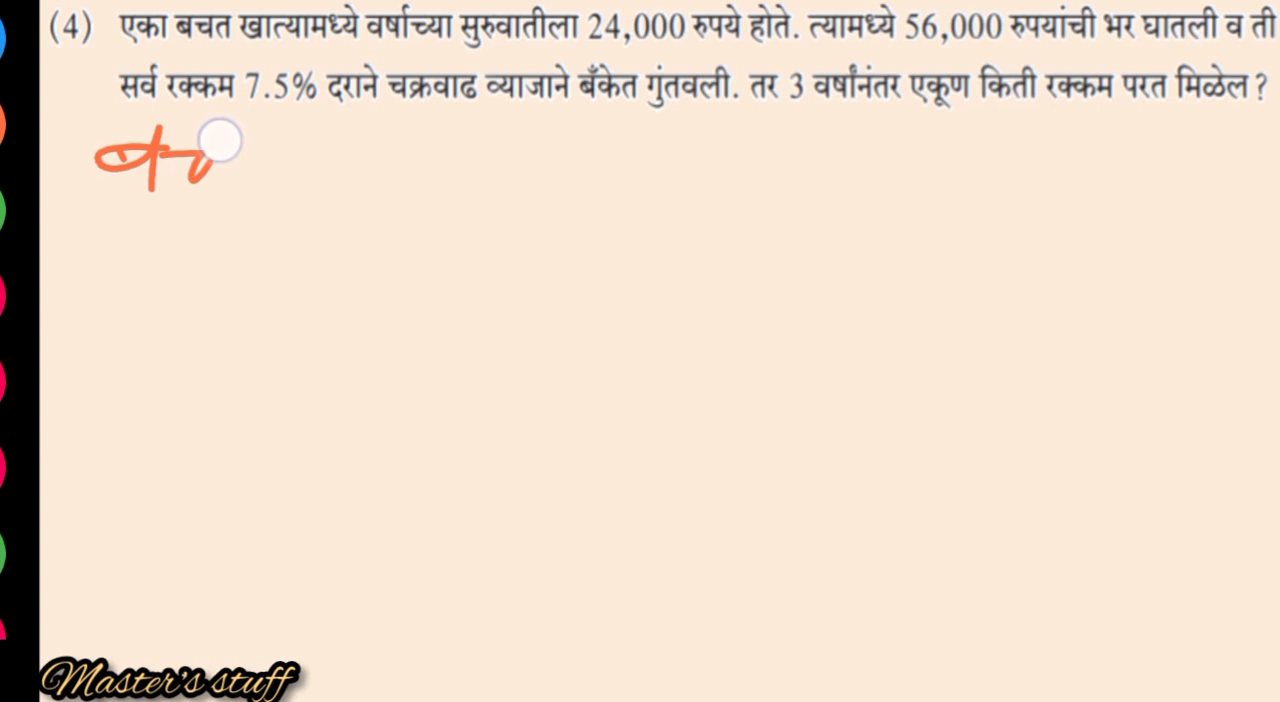 (4) एका बचत खात्यामध्ये वर्षाच्या सुरुवातीला 24,000 रुपये होते. त्यामध्ये 56,000 रुपयांची भर घातली व ती
सर्व रक्कम 7.5% दराने चक्रवाढ व्याजाने बँकेत गुंतवली. तर 3 वर्षांनंतर एकूण किती रक्कम परत मिळेल ?
Master's stuff